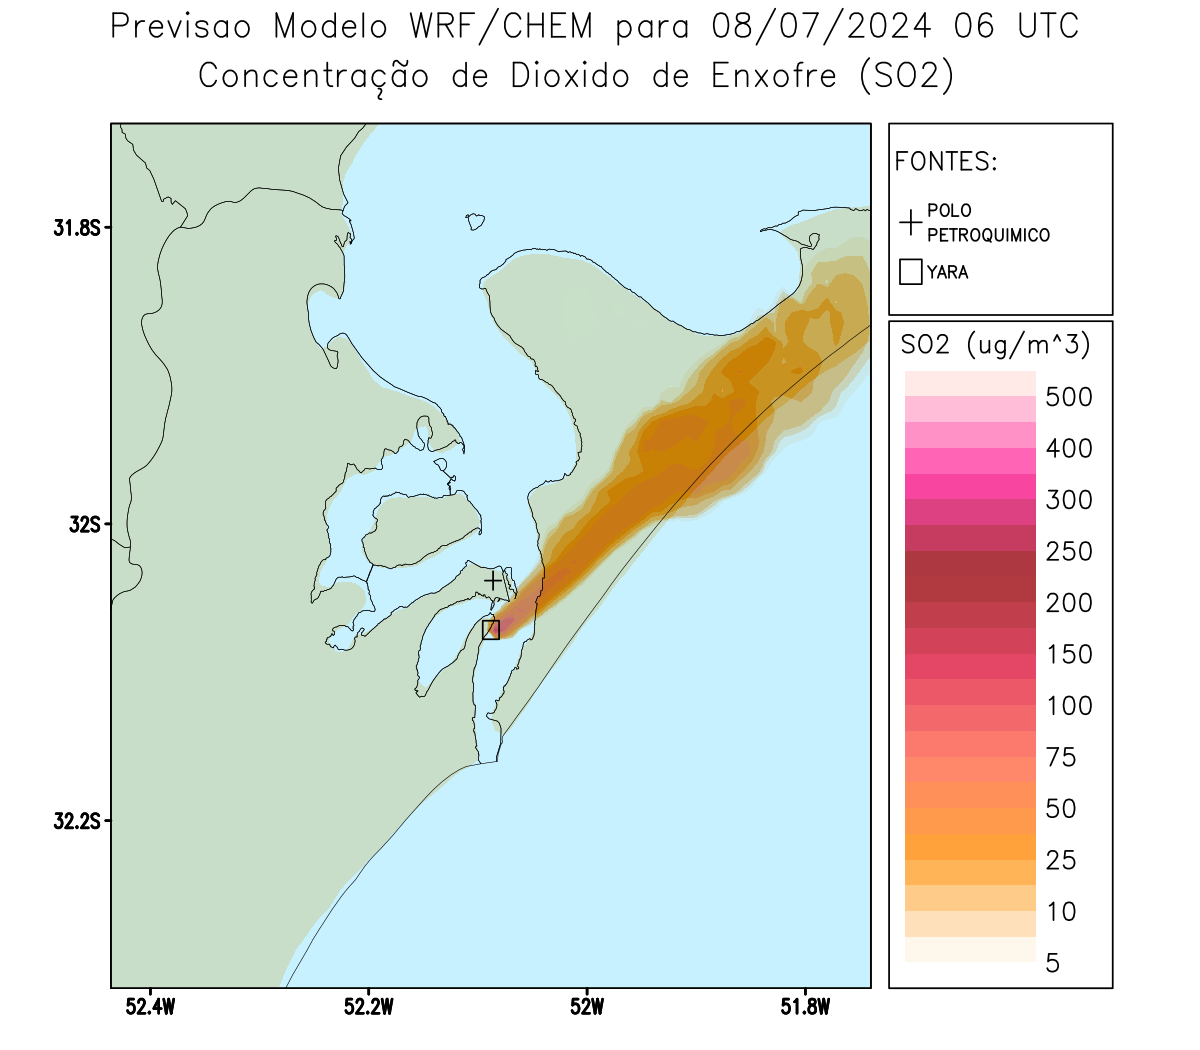 Previsao Modelo WRF/CHEM para 08/07/2024 06 UTC
Concentração de Dioxido de Enxofre (SO2)
FONTES:
POLO
PETROQUIMICO
YARA
31.8S
32S
32.2S
52.4W
52.2W
52W
51.8W
SO2 (ug/m^3)
500
400
300
250
200
150
100
75
50
25
10
5